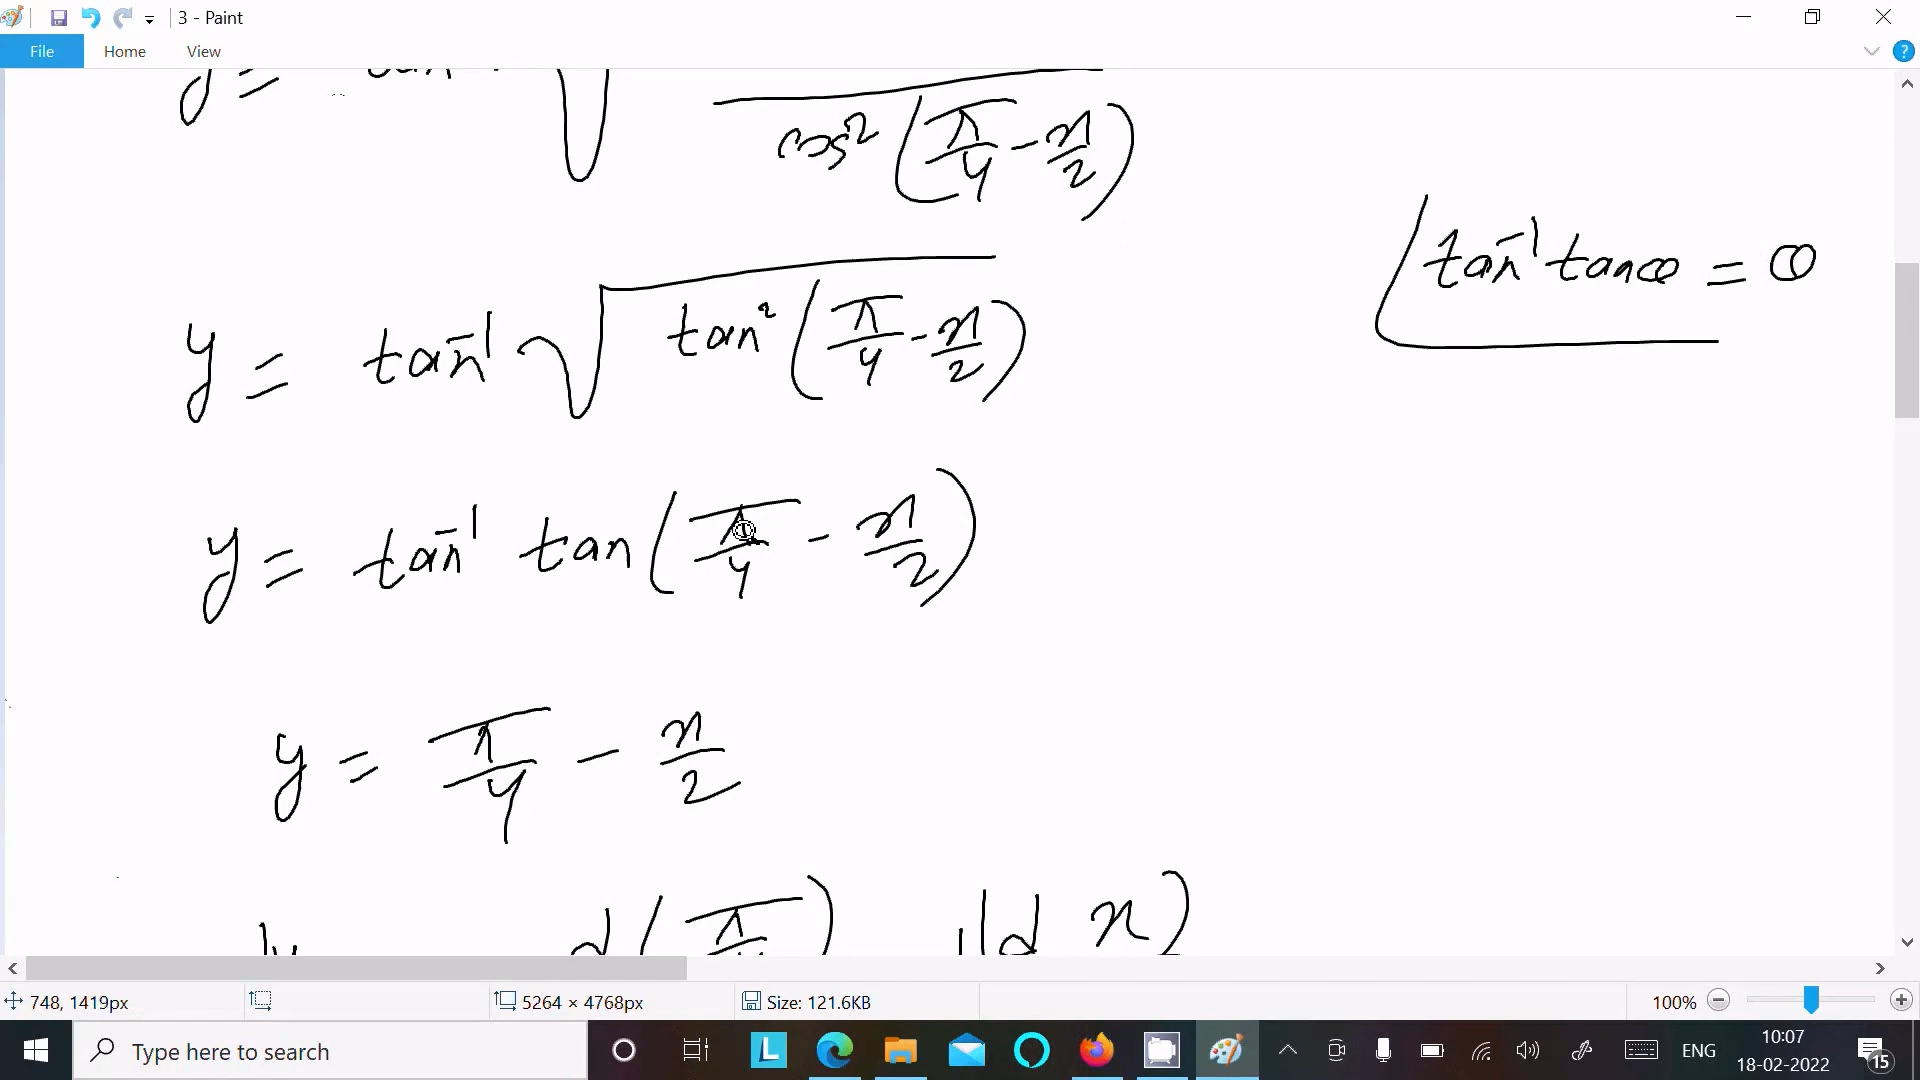 3 - Paint
File Home View
y = tan
cos² (π/4 - x/2)
tan⁻¹ tanθ = θ
y = tan⁻¹ √tan² (π/4 - x/2)
y = tan⁻¹ tan (π/4 - x/2)
y = π/4 - x/2
d (π x)
748, 1419px 5264 × 4768px Size: 121.6KB 100%
Type here to search
L
ENG
10:07
18-02-2022
15